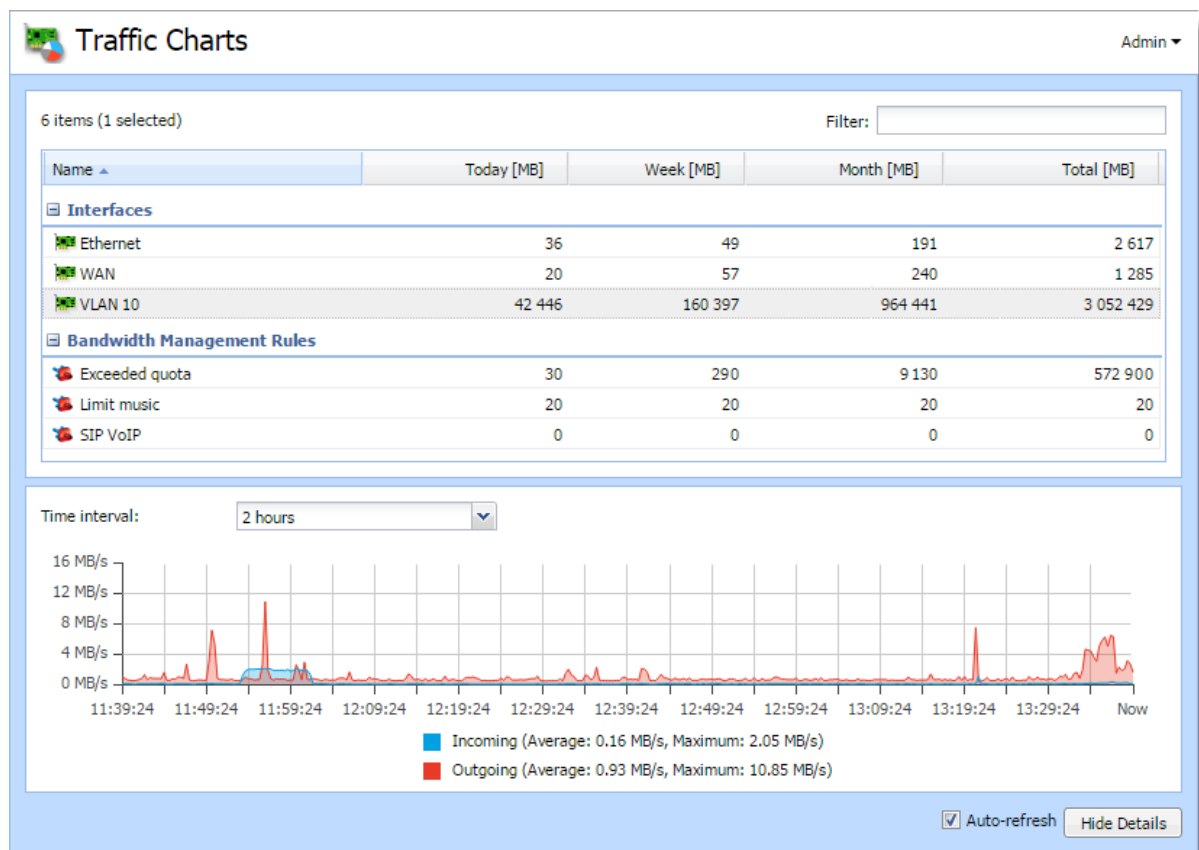 Traffic Charts
Admin
6 items (1 selected)
Filter:
Name Today [MB] Week [MB] Month [MB] Total [MB]
Interfaces
Ethernet 36 49 191 2 617
WAN 20 57 240 1 285
VLAN 10 42 446 160 397 964 441 3 052 429
Bandwidth Management Rules
Exceeded quota 30 290 9 130 572 900
Limit music 20 20 20 20
SIP VoIP 0 0 0 0
Time interval: 2 hours
16 MB/s
12 MB/s
8 MB/s
4 MB/s
0 MB/s
11:39:24 11:49:24 11:59:24 12:09:24 12:19:24 12:29:24 12:39:24 12:49:24 12:59:24 13:09:24 13:19:24 13:29:24 Now
Incoming (Average: 0.16 MB/s, Maximum: 2.05 MB/s)
Outgoing (Average: 0.93 MB/s, Maximum: 10.85 MB/s)
Auto-refresh Hide Details